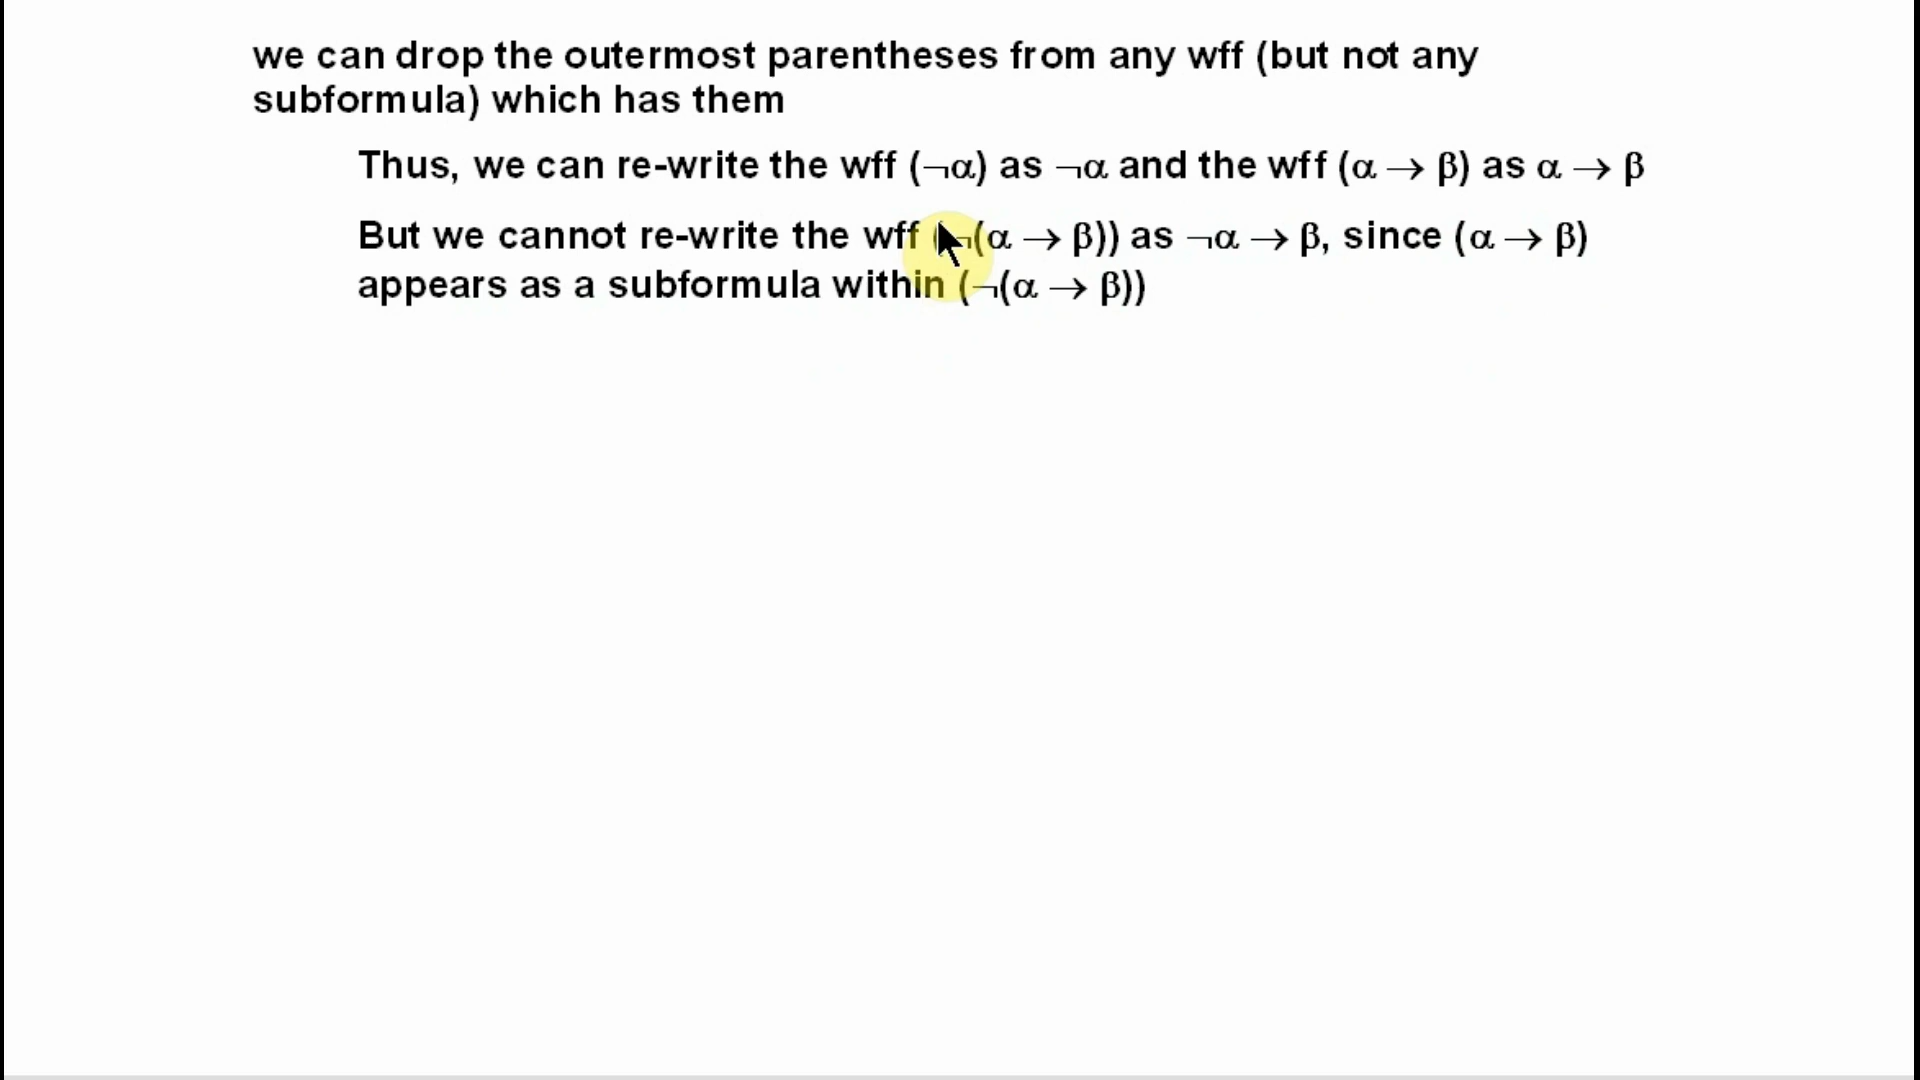 we can drop the outermost parentheses from any wff (but not any
subformula) which has them
Thus, we can re-write the wff (¬α) as ¬α and the wff (α → β) as α → β
But we cannot re-write the wff (¬(α → β)) as ¬α → β, since (α → β)
appears as a subformula within (¬(α → β))